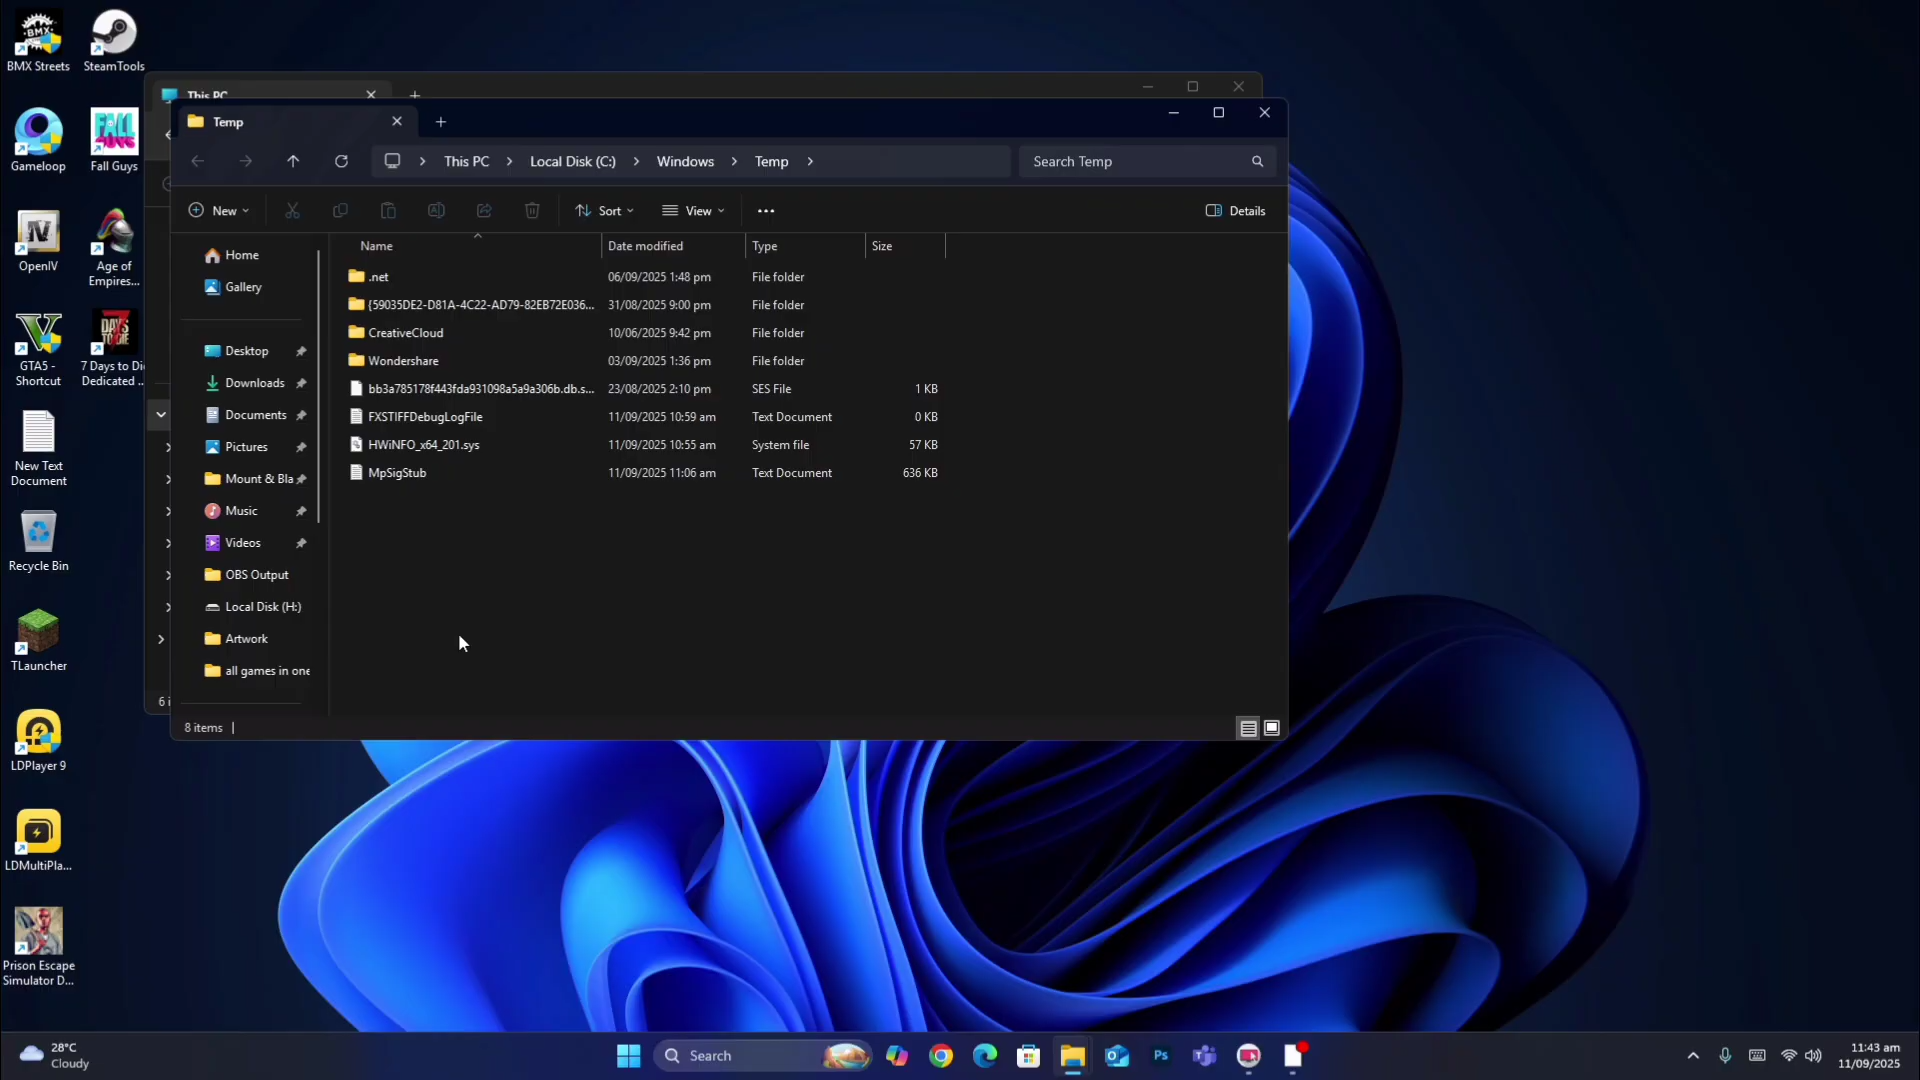 BMX Streets
SteamTools
Gameloop
Fall Guys
OpenIV
Age of
Empires...
GTA5 -
Shortcut
7 Days to Di
Dedicated ..
New Text
Document
Recycle Bin
TLauncher
LDPlayer 9
LDMultiPla...
Prison Escape
Simulator D...
This PC
Temp
This PC
Local Disk (C:)
Windows
Temp
Search Temp
New
Sort
View
Details
Home
Gallery
Desktop
Downloads
Documents
Pictures
Mount & Bla
Music
Videos
OBS Output
Local Disk (H:)
Artwork
all games in one
Name Date modified Type Size
.net 06/09/2025 1:48 pm File folder
{59035DE2-D81A-4C22-AD79-82EB72E036... 31/08/2025 9:00 pm File folder
CreativeCloud 10/06/2025 9:42 pm File folder
Wondershare 03/09/2025 1:36 pm File folder
bb3a785178f443fda931098a5a9a306b.db.s... 23/08/2025 2:10 pm SES File 1 KB
FXSTIFFDebugLogFile 11/09/2025 10:59 am Text Document 0 KB
HWiNFO_x64_201.sys 11/09/2025 10:55 am System file 57 KB
MpSigStub 11/09/2025 11:06 am Text Document 636 KB
6 i
8 items
28°C
Cloudy
Search
Ps
11:43 am
11/09/2025